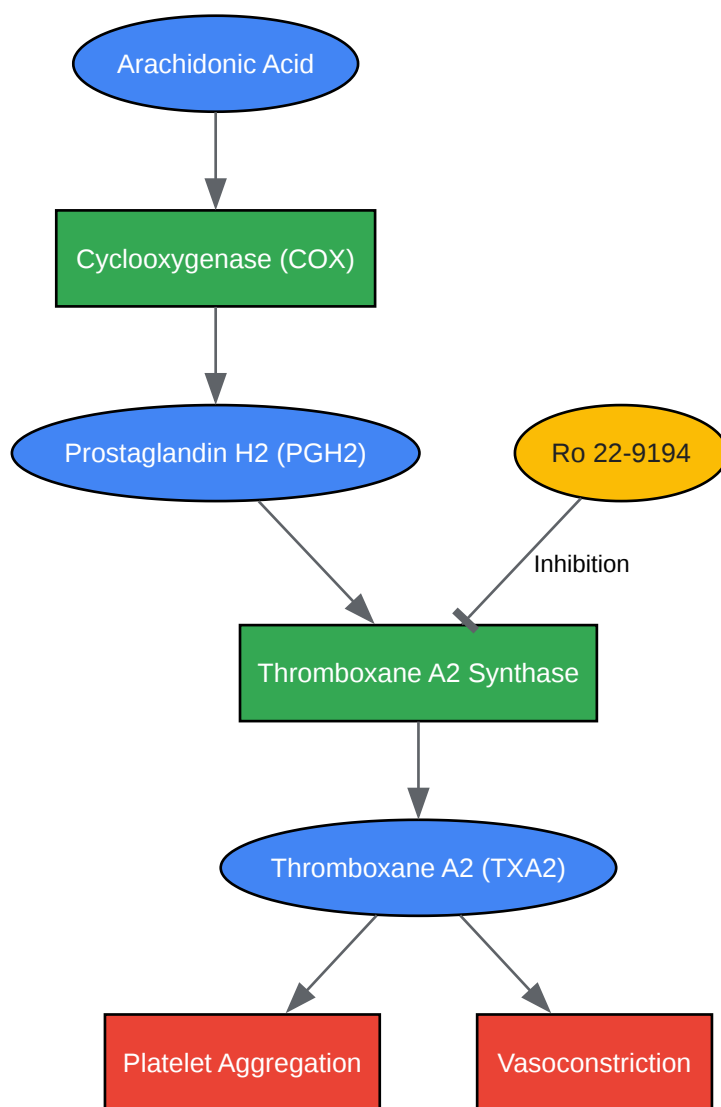 Arachidonic Acid
Cyclooxygenase (COX)
Prostaglandin H2 (PGH2)
Ro 22-9194
Inhibition
Thromboxane A2 Synthase
Thromboxane A2 (TXA2)
Platelet Aggregation
Vasoconstriction